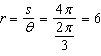 r = s/θ = 4π/(2π/3) = 6